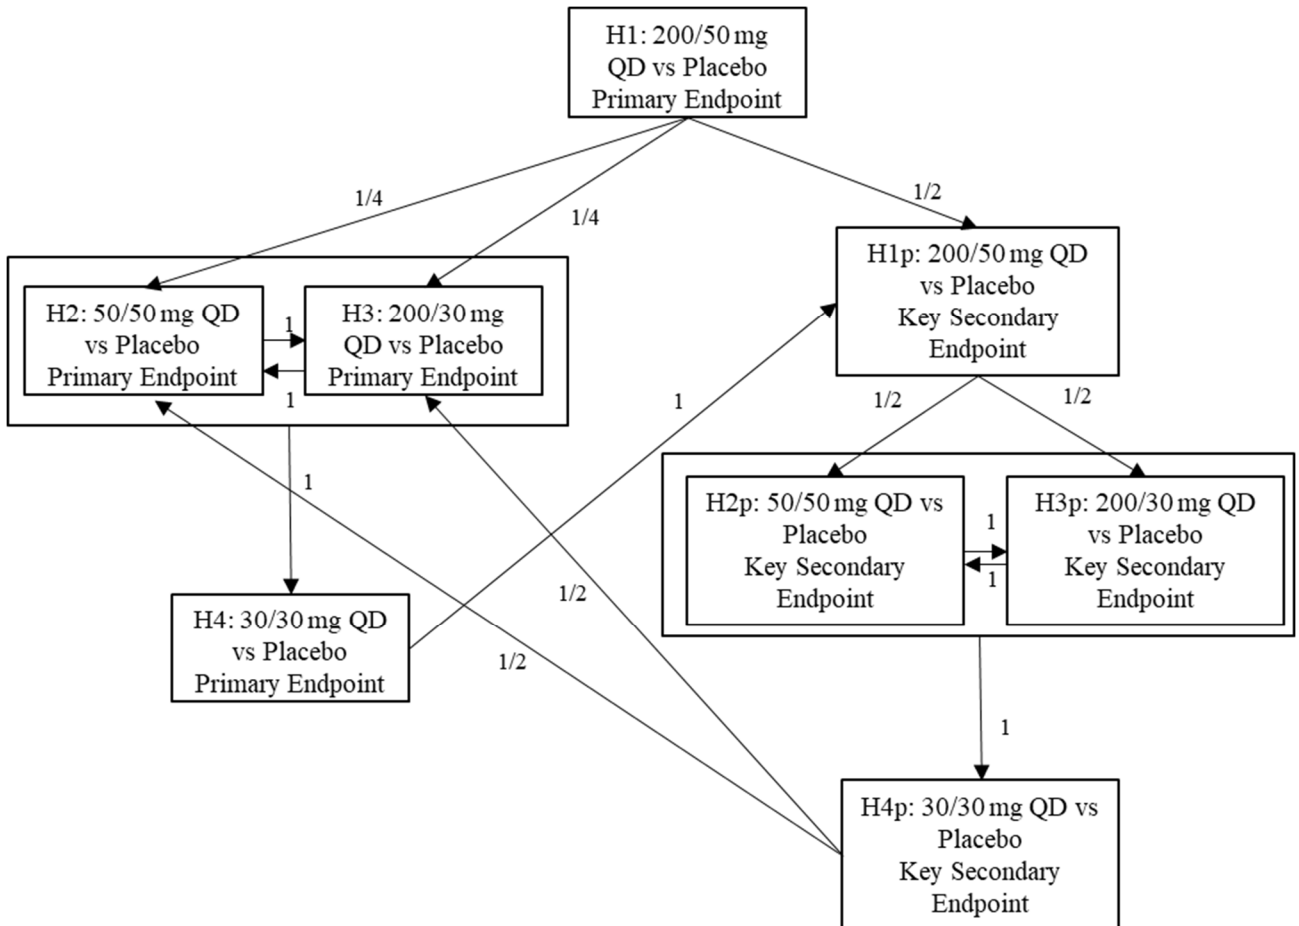 H1: 200/50 mg
QD vs Placebo
Primary Endpoint
1/4
1/4
1/2
H2: 50/50 mg QD
vs Placebo
Primary Endpoint
1
1
H3: 200/30 mg
QD vs Placebo
Primary Endpoint
H1p: 200/50 mg QD
vs Placebo
Key Secondary
Endpoint
1
1/2
1/2
1
H2p: 50/50 mg QD vs
Placebo
Key Secondary
Endpoint
1
1
H3p: 200/30 mg QD
vs Placebo
Key Secondary
Endpoint
H4: 30/30 mg QD
vs Placebo
Primary Endpoint
1/2
1/2
1
H4p: 30/30 mg QD vs
Placebo
Key Secondary
Endpoint